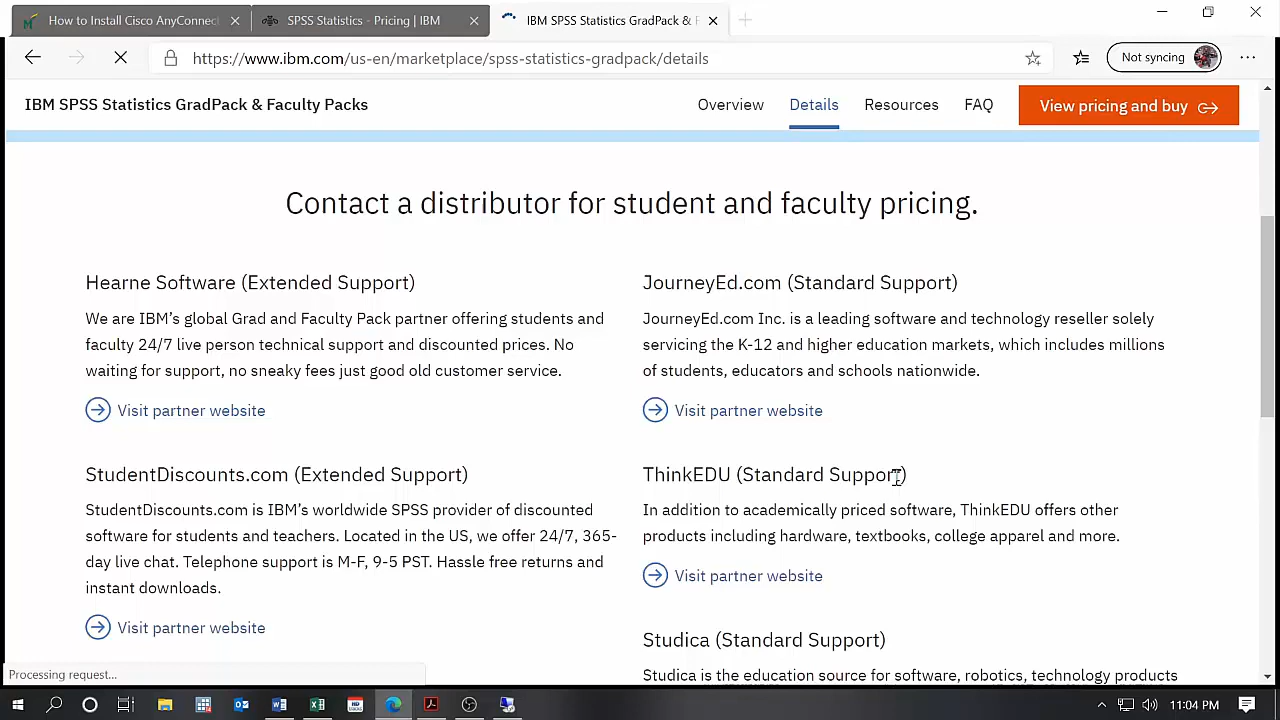 How to Install Cisco AnyConnect
SPSS Statistics - Pricing | IBM
IBM SPSS Statistics GradPack & F
https://www.ibm.com/us-en/marketplace/spss-statistics-gradpack/details
Not syncing
IBM SPSS Statistics GradPack & Faculty Packs
Overview
Details
Resources
FAQ
View pricing and buy
Contact a distributor for student and faculty pricing.
Hearne Software (Extended Support)
We are IBM’s global Grad and Faculty Pack partner offering students and
faculty 24/7 live person technical support and discounted prices. No
waiting for support, no sneaky fees just good old customer service.
Visit partner website
JourneyEd.com (Standard Support)
JourneyEd.com Inc. is a leading software and technology reseller solely
servicing the K-12 and higher education markets, which includes millions
of students, educators and schools nationwide.
Visit partner website
StudentDiscounts.com (Extended Support)
StudentDiscounts.com is IBM’s worldwide SPSS provider of discounted
software for students and teachers. Located in the US, we offer 24/7, 365-
day live chat. Telephone support is M-F, 9-5 PST. Hassle free returns and
instant downloads.
Visit partner website
ThinkEDU (Standard Support)
In addition to academically priced software, ThinkEDU offers other
products including hardware, textbooks, college apparel and more.
Visit partner website
Studica (Standard Support)
Studica is the education source for software, robotics, technology products
Processing request...
11:04 PM